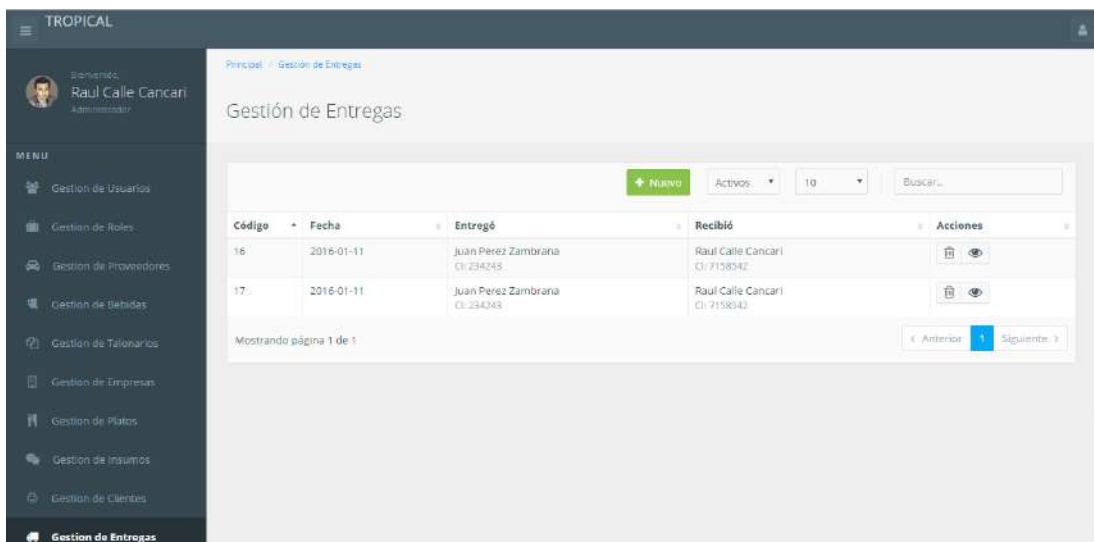 TROPICAL
Bienvenido,
Raul Calle Cancari
Administrador
MENU
Gestion de Usuarios
Gestion de Roles
Gestion de Proveedores
Gestion de Bebidas
Gestion de Talonarios
Gestion de Empresas
Gestion de Platos
Gestion de Insumos
Gestion de Clientes
Gestion de Entregas
Principal / Gestión de Entregas
Gestión de Entregas
+ Nuevo Activos 10 Buscar...
Código Fecha Entregó Recibió Acciones
16 2016-01-11 Juan Perez Zambrana Raul Calle Cancari
CI: 234243 CI: 7158542
17 2016-01-11 Juan Perez Zambrana Raul Calle Cancari
CI: 234243 CI: 7158542
Mostrando página 1 de 1
< Anterior 1 Siguiente >